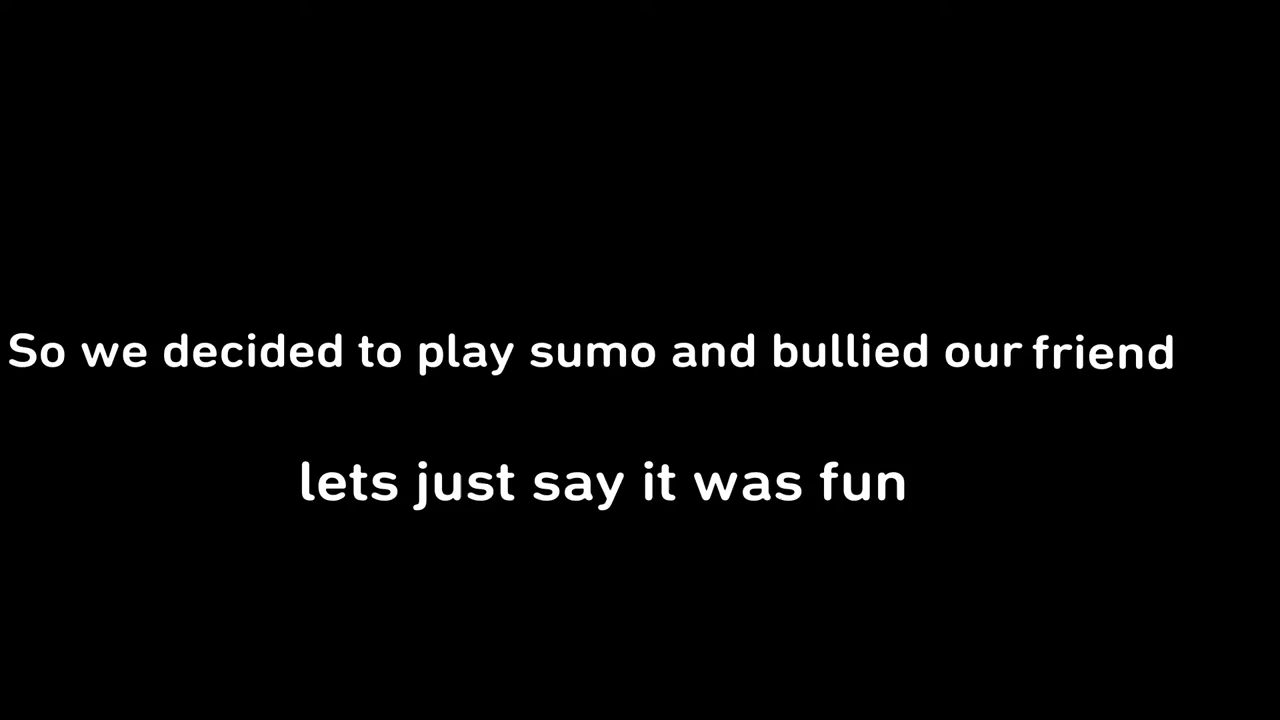 So we decided to play sumo and bullied our friend
lets just say it was fun